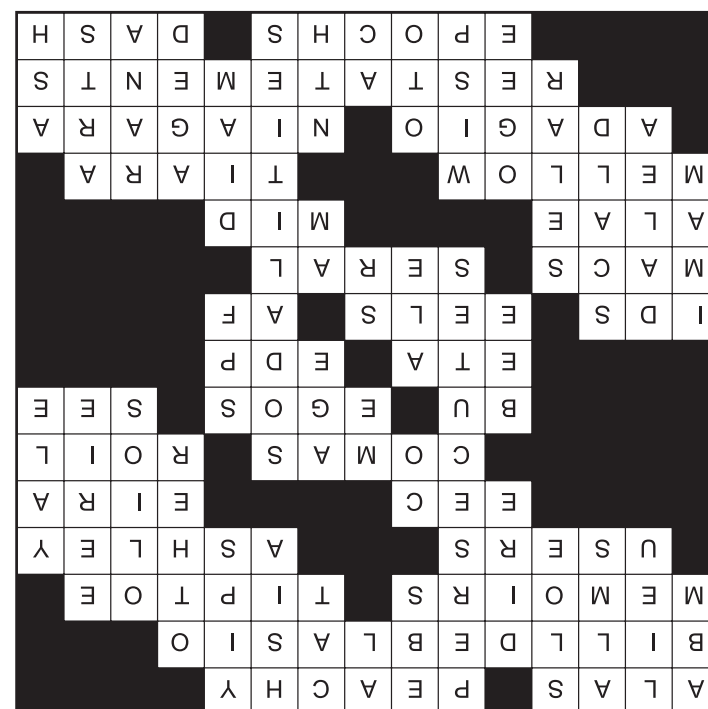 ALAS PEACHY
BILLDEBLASIO
MEMOIRS TIPTOE
USERS ASHLEY
EEC EIRA
COMAS ROIL
BU EGOS SEE
ETA EDP
IDS EELS AF
MACS SERAL
ALAE MID
MELLOW TIARA
ADAGIO NIAGARA
RESTATEMENTS
EPOCHS DASH